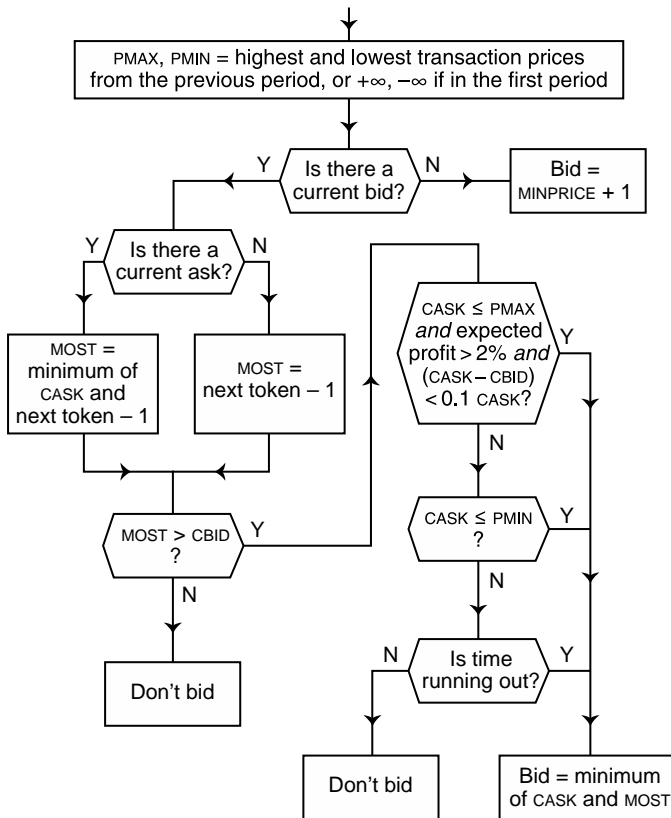 PMAX, PMIN = highest and lowest transaction prices
from the previous period, or +∞, −∞ if in the first period
Y
Is there a
current bid?
N
Bid =
MINPRICE + 1
Y
Is there a
current ask?
N
MOST =
minimum of
CASK and
next token – 1
MOST =
next token – 1
CASK ≤ PMAX
and expected
profit > 2% and
(CASK – CBID)
< 0.1 CASK?
Y
N
MOST > CBID
?
Y
N
CASK ≤ PMIN
?
Y
N
Don't bid
N
Is time
running out?
Y
Don't bid
Bid = minimum
of CASK and MOST